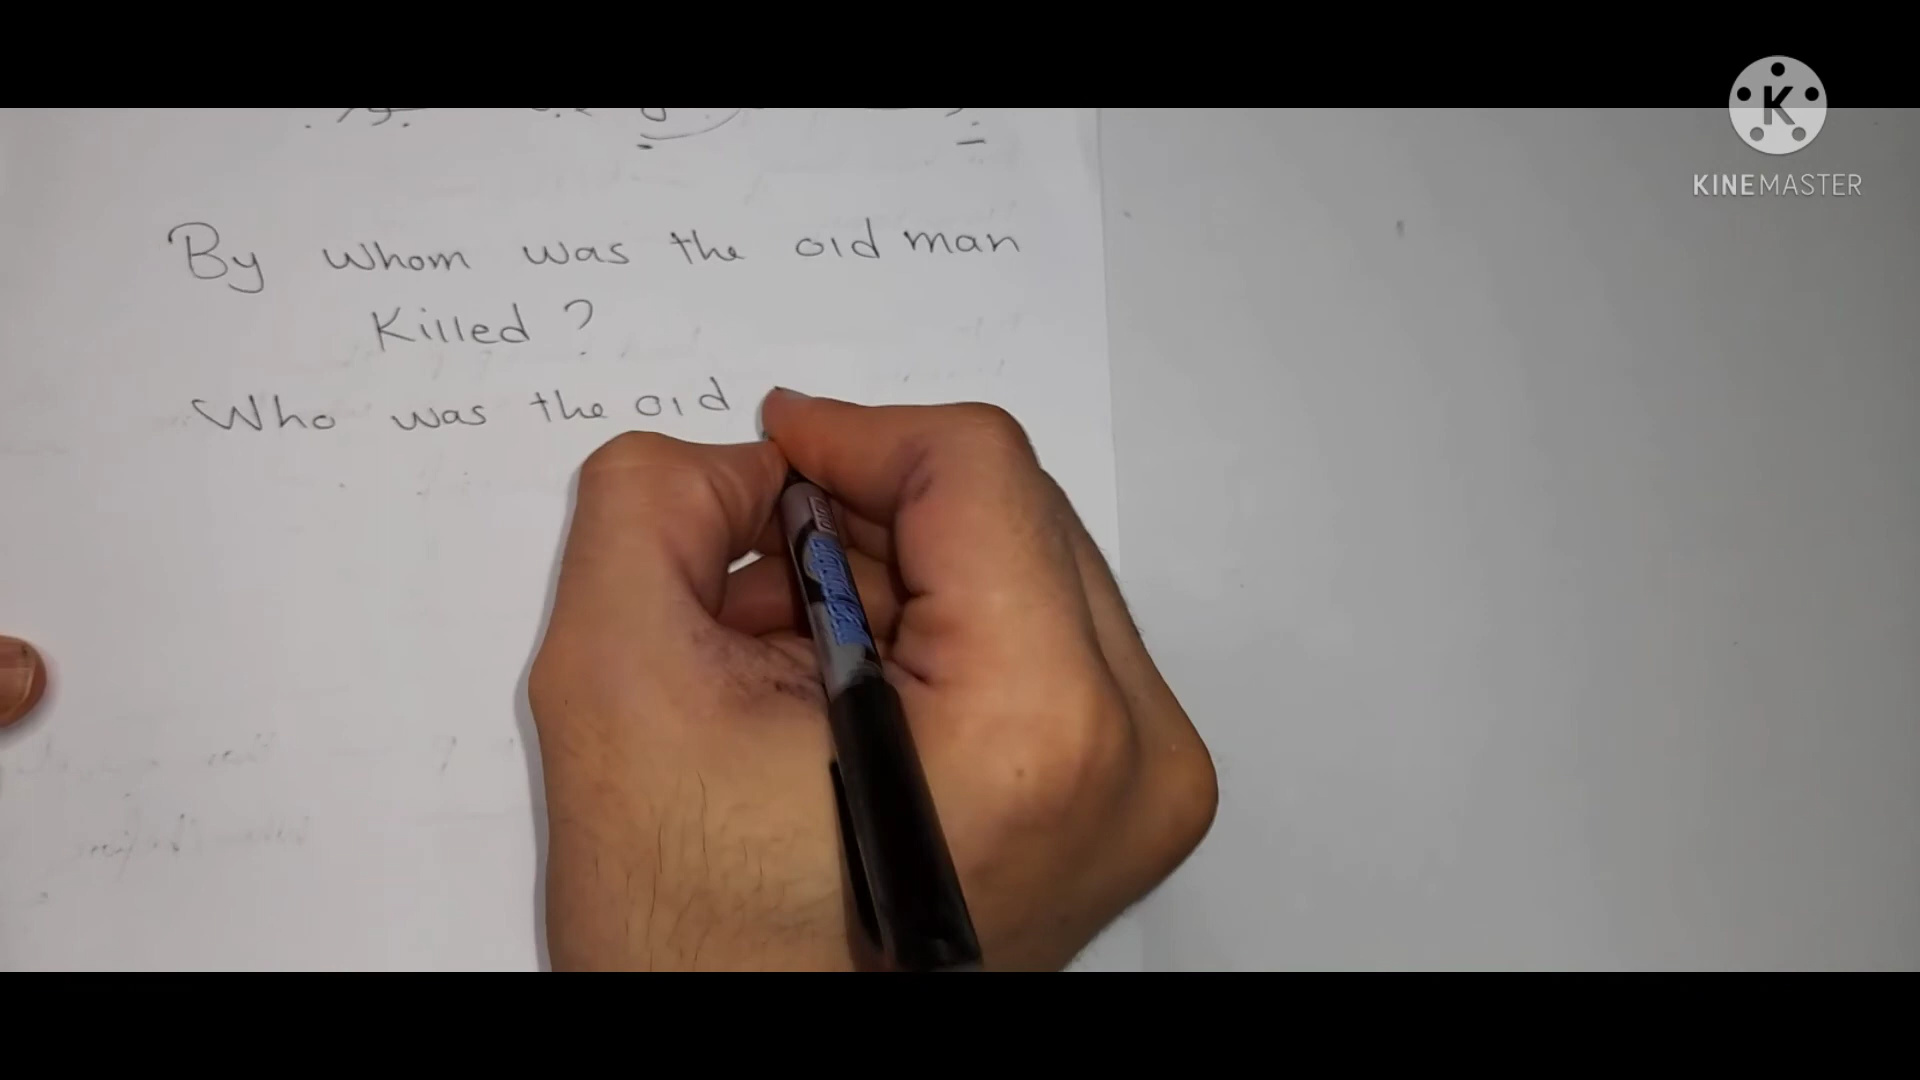 K
KINEMASTER
By whom was the old man
Killed ?
Who was the old